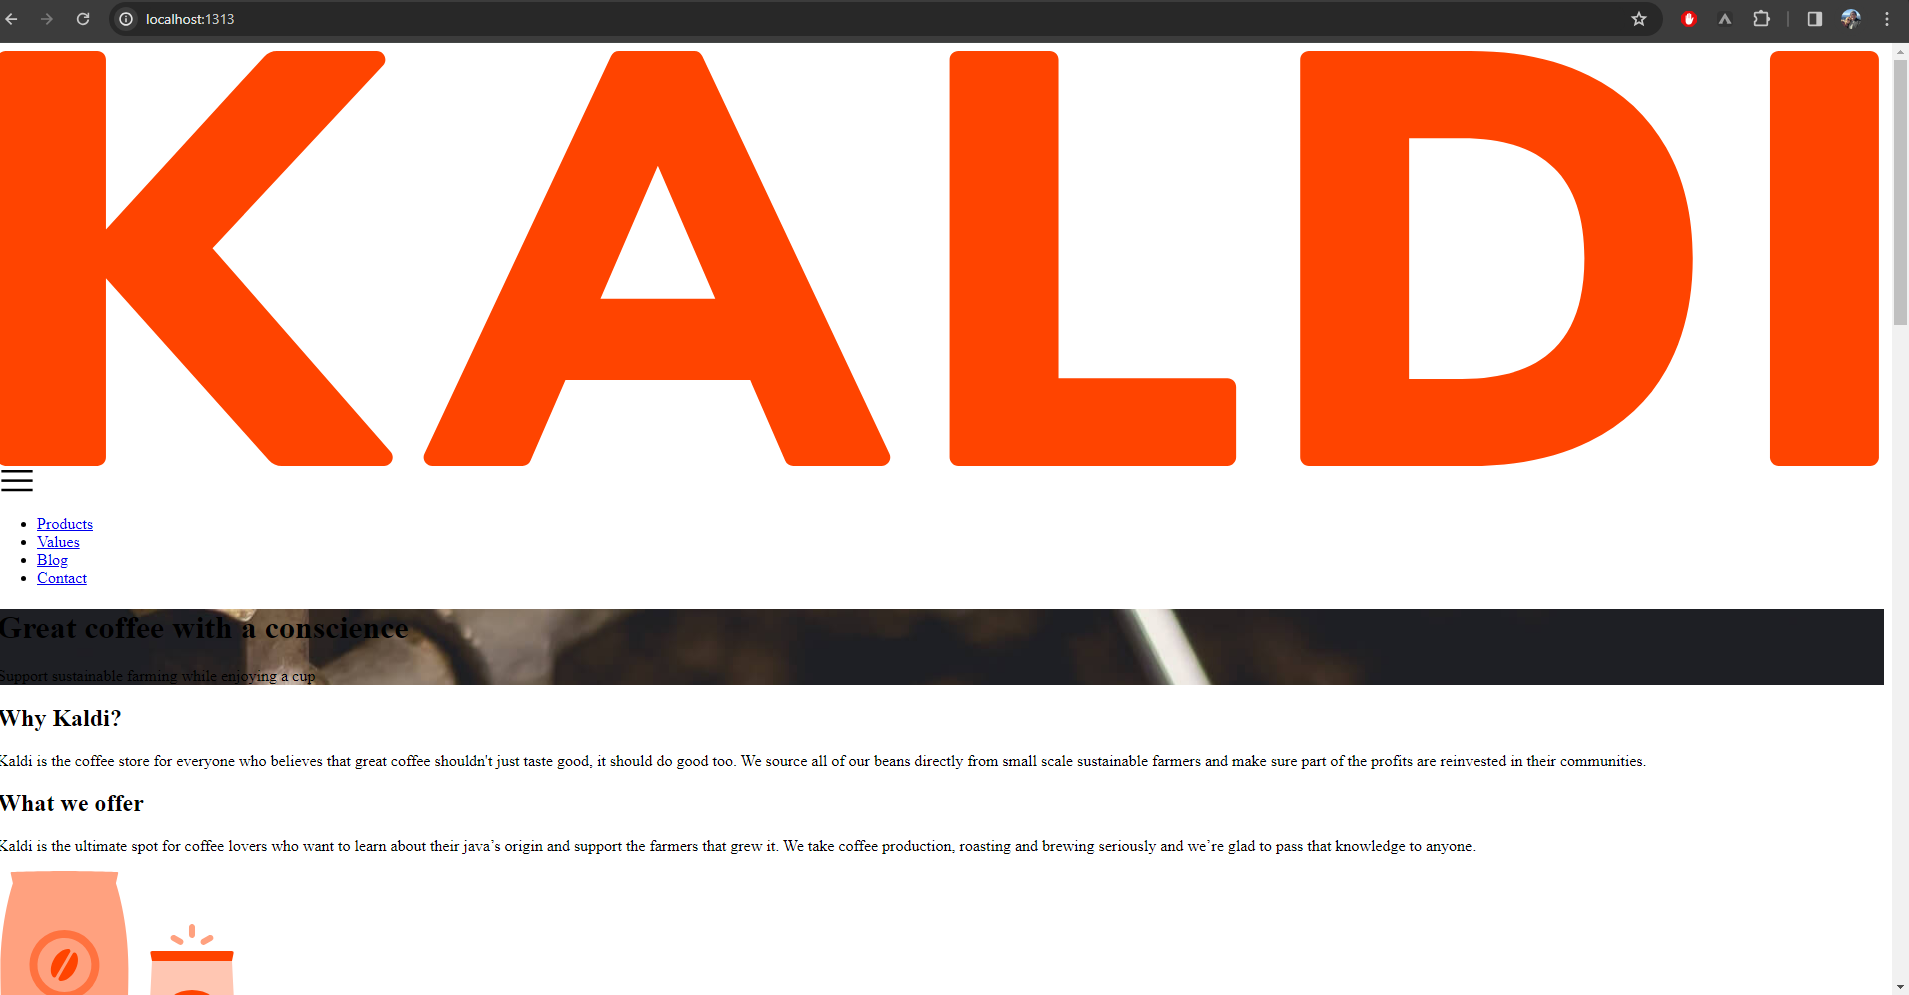 localhost:1313
KALDI
Products
Values
Blog
Contact
Great coffee with a conscience
Support sustainable farming while enjoying a cup
Why Kaldi?
Kaldi is the coffee store for everyone who believes that great coffee shouldn't just taste good, it should do good too. We source all of our beans directly from small scale sustainable farmers and make sure part of the profits are reinvested in their communities.
What we offer
Kaldi is the ultimate spot for coffee lovers who want to learn about their java’s origin and support the farmers that grew it. We take coffee production, roasting and brewing seriously and we’re glad to pass that knowledge to anyone.